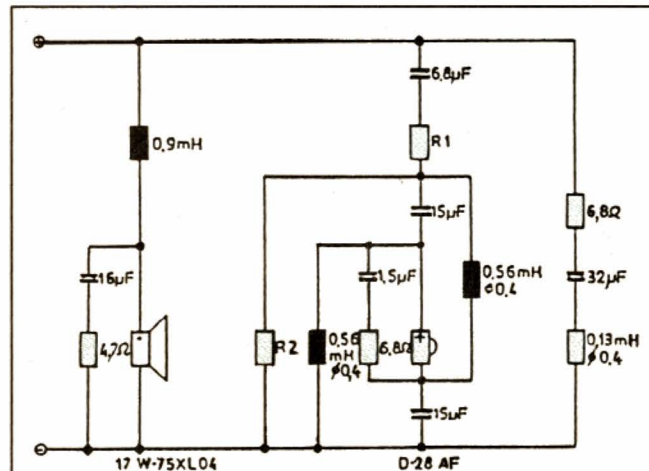 6,8µF
0,9mH
R1
15µF
6,8Ω
16µF
1,5µF
0,56mH
ϕ0,4
32µF
4,7Ω
R2
0,56
mH
ϕ0,4
6,8Ω
0,13mH
ϕ0,4
15µF
17 W-75XL04
D-28 AF